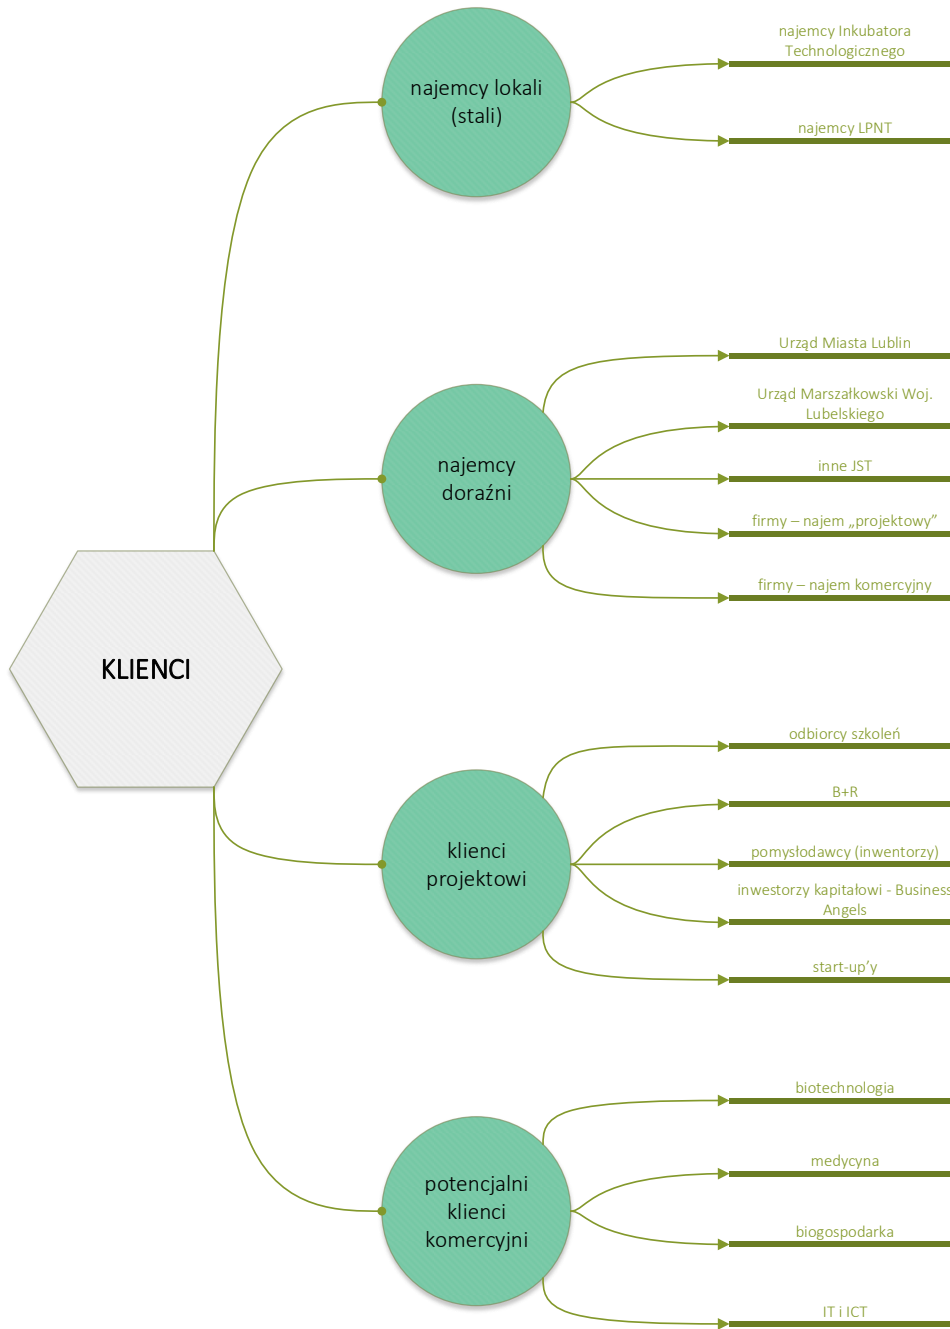 najemcy lokali
(stali)
najemcy Inkubatora
Technologicznego
najemcy LPNT
najemcy
doraźni
Urząd Miasta Lublin
Urząd Marszałkowski Woj.
Lubelskiego
inne JST
firmy – najem „projektowy”
firmy – najem komercyjny
KLIENCI
klienci
projektowi
odbiorcy szkoleń
B+R
pomysłodawcy (inwentorzy)
inwestorzy kapitałowi - Business
Angels
start-up’y
potencjalni
klienci
komercyjni
biotechnologia
medycyna
biogospodarka
IT i ICT